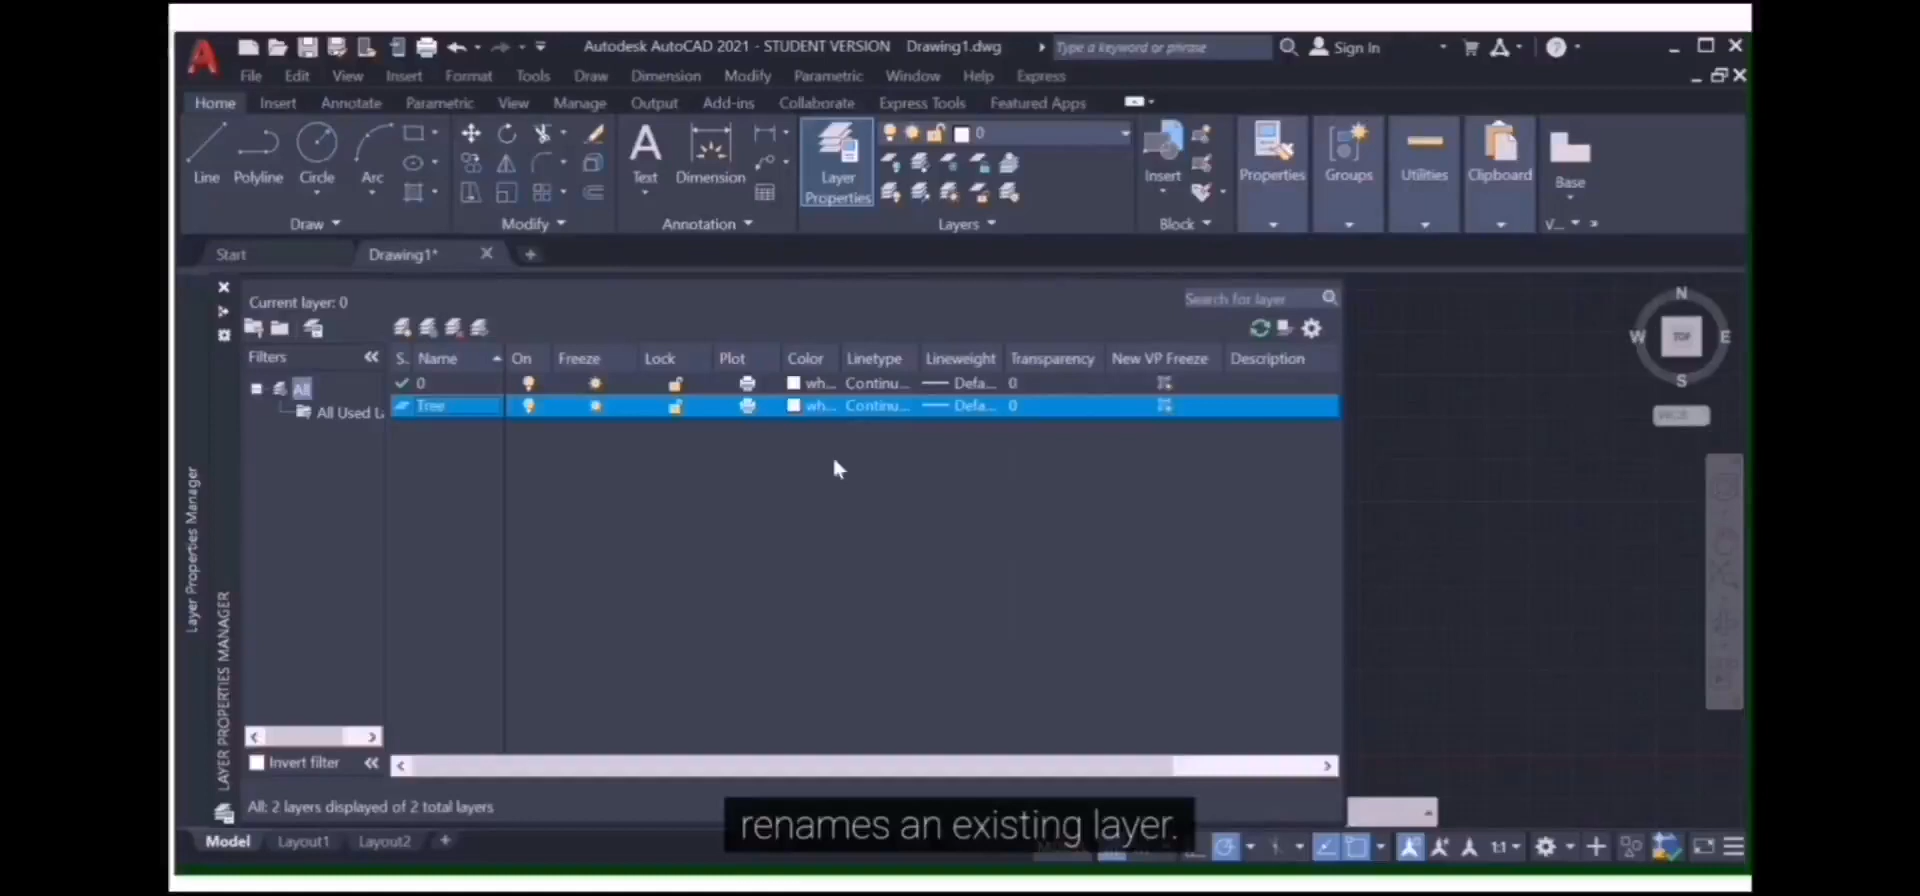 Autodesk AutoCAD 2021 - STUDENT VERSION Drawing1.dwg Type a keyword or phrase Sign In
File Edit View Insert Format Tools Draw Dimension Modify Parametric Window Help Express
Home Insert Annotate Parametric View Manage Output Add-ins Collaborate Express Tools Featured Apps
0
Line Polyline Circle Arc Text Dimension Layer Properties Insert Properties Groups Utilities Clipboard Base
Draw Modify Annotation Layers Block V...
Start Drawing1*
Current layer: 0 Search for layer
Filters S.. Name On Freeze Lock Plot Color Linetype Lineweight Transparency New VP Freeze Description
All 0 wh... Continu... Defa... 0
All Used L Tree wh... Continu... Defa... 0
N
W TOP E
S
WCS
Layer Properties Manager
LAYER PROPERTIES MANAGER
Invert filter
All: 2 layers displayed of 2 total layers
renames an existing layer.
Model Layout1 Layout2 + 1:1